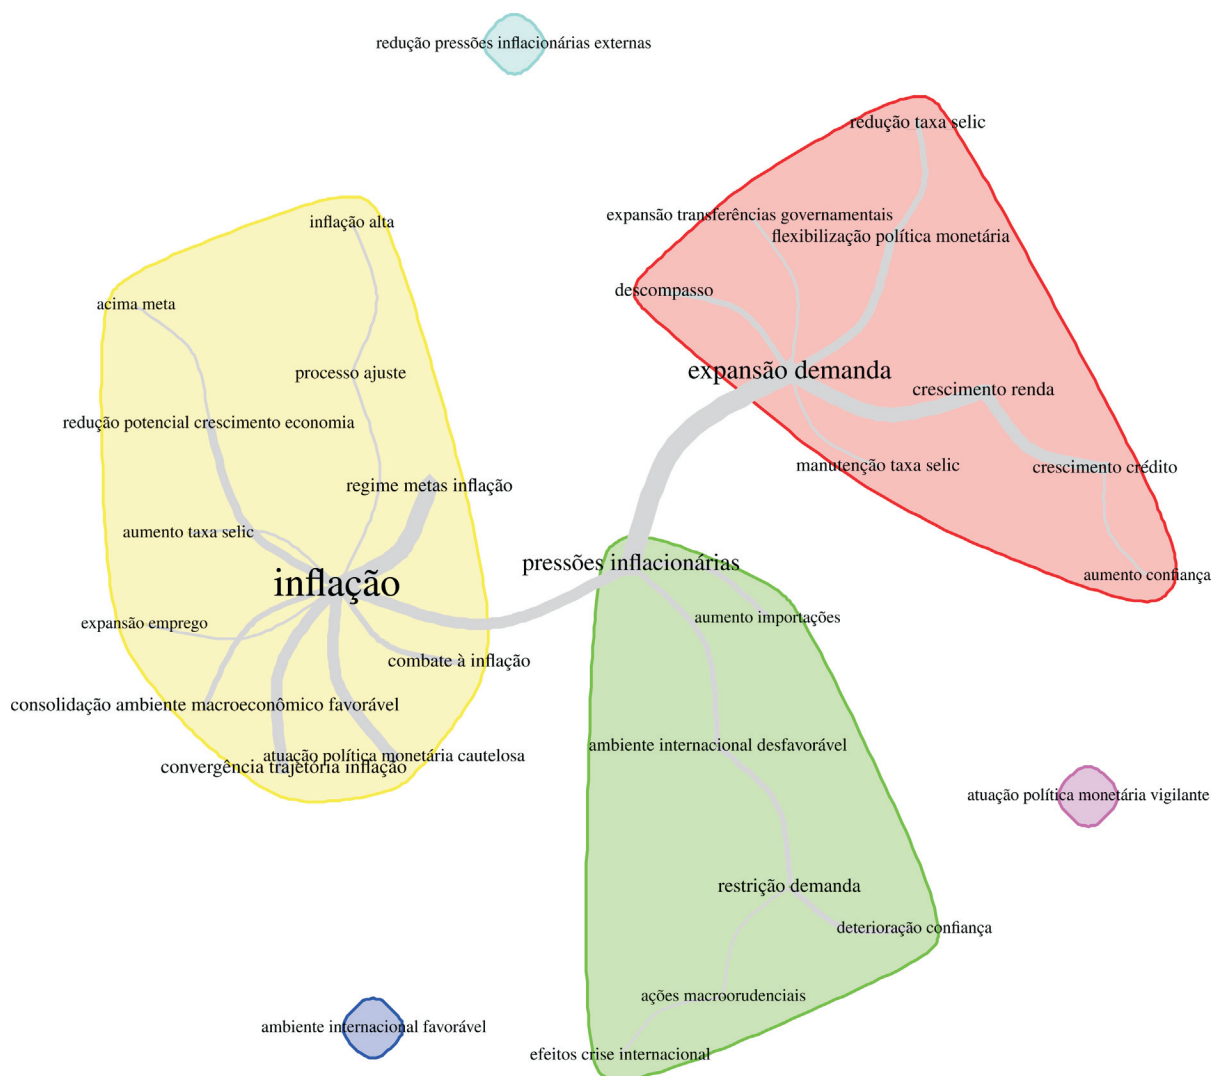 redução pressões inflacionárias externas
redução taxa selic
expansão transferências governamentais
inflação alta
flexibilização política monetária
descompasso
acima meta
expansão demanda
processo ajuste
crescimento renda
redução potencial crescimento economia
manutenção taxa selic
crescimento crédito
regime metas inflação
aumento taxa selic
pressões inflacionárias
aumento confiança
inflação
aumento importações
expansão emprego
combate à inflação
consolidação ambiente macroeconômico favorável
ambiente internacional desfavorável
atuação política monetária cautelosa
convergência trajetória inflação
atuação política monetária vigilante
restrição demanda
deterioração confiança
ações macroorudenciais
ambiente internacional favorável
efeitos crise internacional